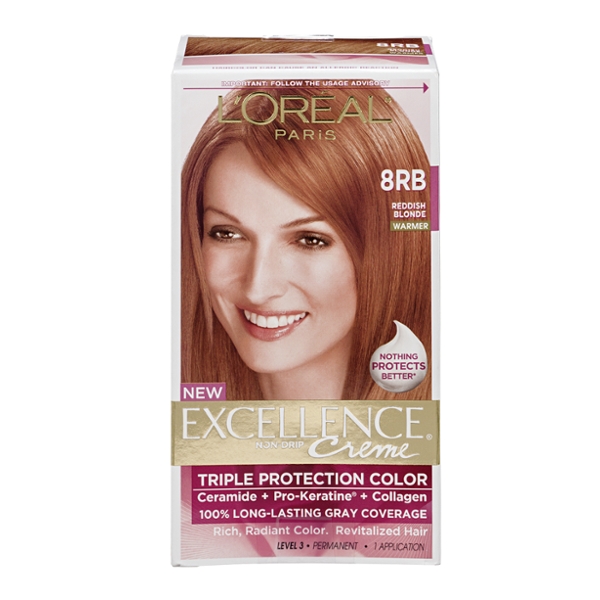 8RB
IMPORTANT: FOLLOW THE USAGE ADVISORY
L'ORÉAL
PARIS
8RB
REDDISH
BLONDE
WARMER
NOTHING
PROTECTS
BETTER*
NEW
EXCELLENCE®
NON-DRIP Creme
TRIPLE PROTECTION COLOR
Ceramide + Pro-Keratine® + Collagen
100% LONG-LASTING GRAY COVERAGE
Rich, Radiant Color. Revitalized Hair
LEVEL 3 • PERMANENT • 1 APPLICATION